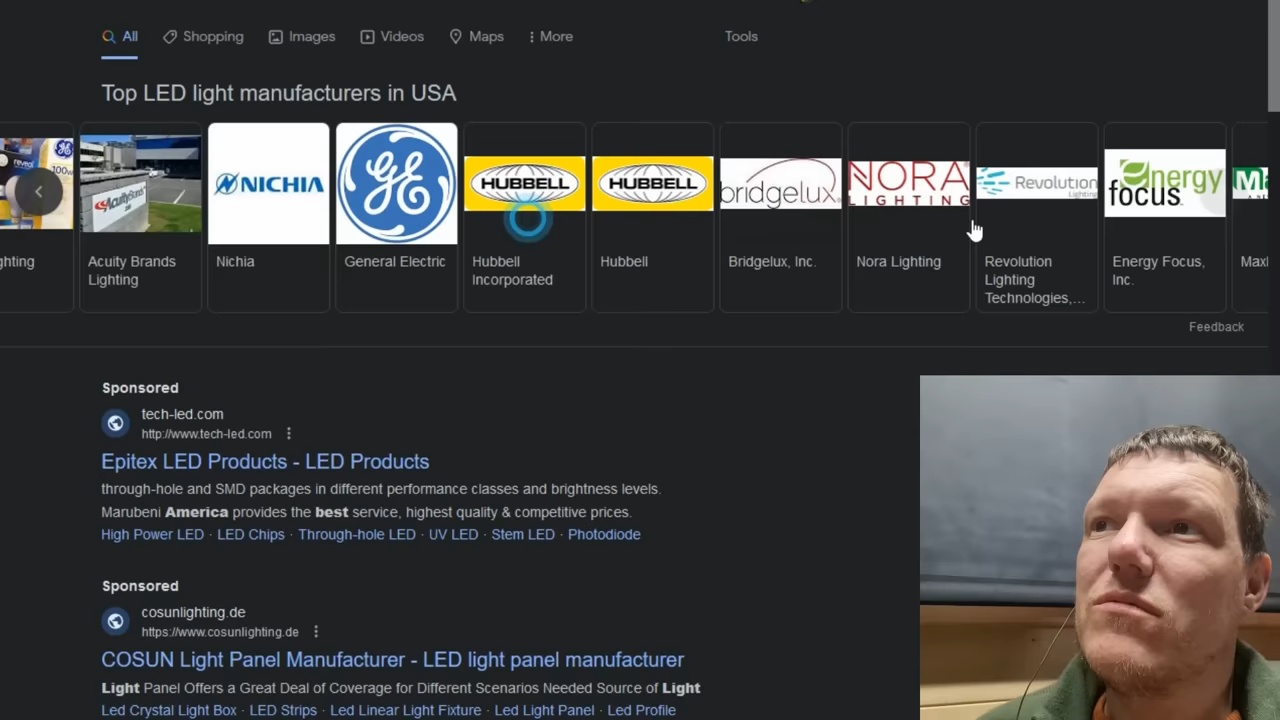 All
Shopping
Images
Videos
Maps
More
Tools
Top LED light manufacturers in USA
reveal
100w
AcuityBrands
NICHIA
GE
HUBBELL
HUBBELL
bridgelux
NORA
LIGHTING
Revolution
Lighting
energy
focus
ghting
Acuity Brands
Lighting
Nichia
General Electric
Hubbell
Incorporated
Hubbell
Bridgelux, Inc.
Nora Lighting
Revolution
Lighting
Technologies,...
Energy Focus,
Inc.
Feedback
Sponsored
tech-led.com
http://www.tech-led.com
Epitex LED Products - LED Products
through-hole and SMD packages in different performance classes and brightness levels.
Marubeni America provides the best service, highest quality & competitive prices.
High Power LED · LED Chips · Through-hole LED · UV LED · Stem LED · Photodiode
Sponsored
cosunlighting.de
https://www.cosunlighting.de
COSUN Light Panel Manufacturer - LED light panel manufacturer
Light Panel Offers a Great Deal of Coverage for Different Scenarios Needed Source of Light
Led Crystal Light Box · LED Strips · Led Linear Light Fixture · Led Light Panel · Led Profile